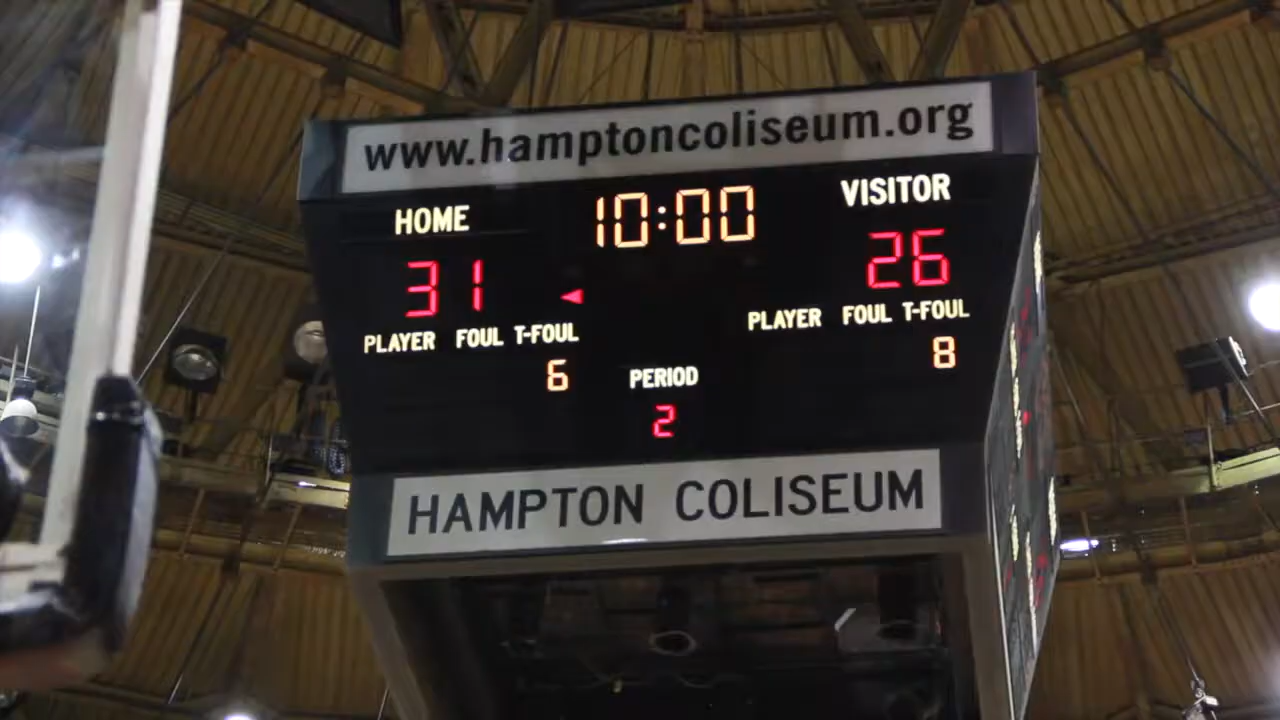 www.hamptoncoliseum.org
HOME 10:00 VISITOR
31 26
PLAYER FOUL T-FOUL PLAYER FOUL T-FOUL
6 PERIOD 8
2
HAMPTON COLISEUM